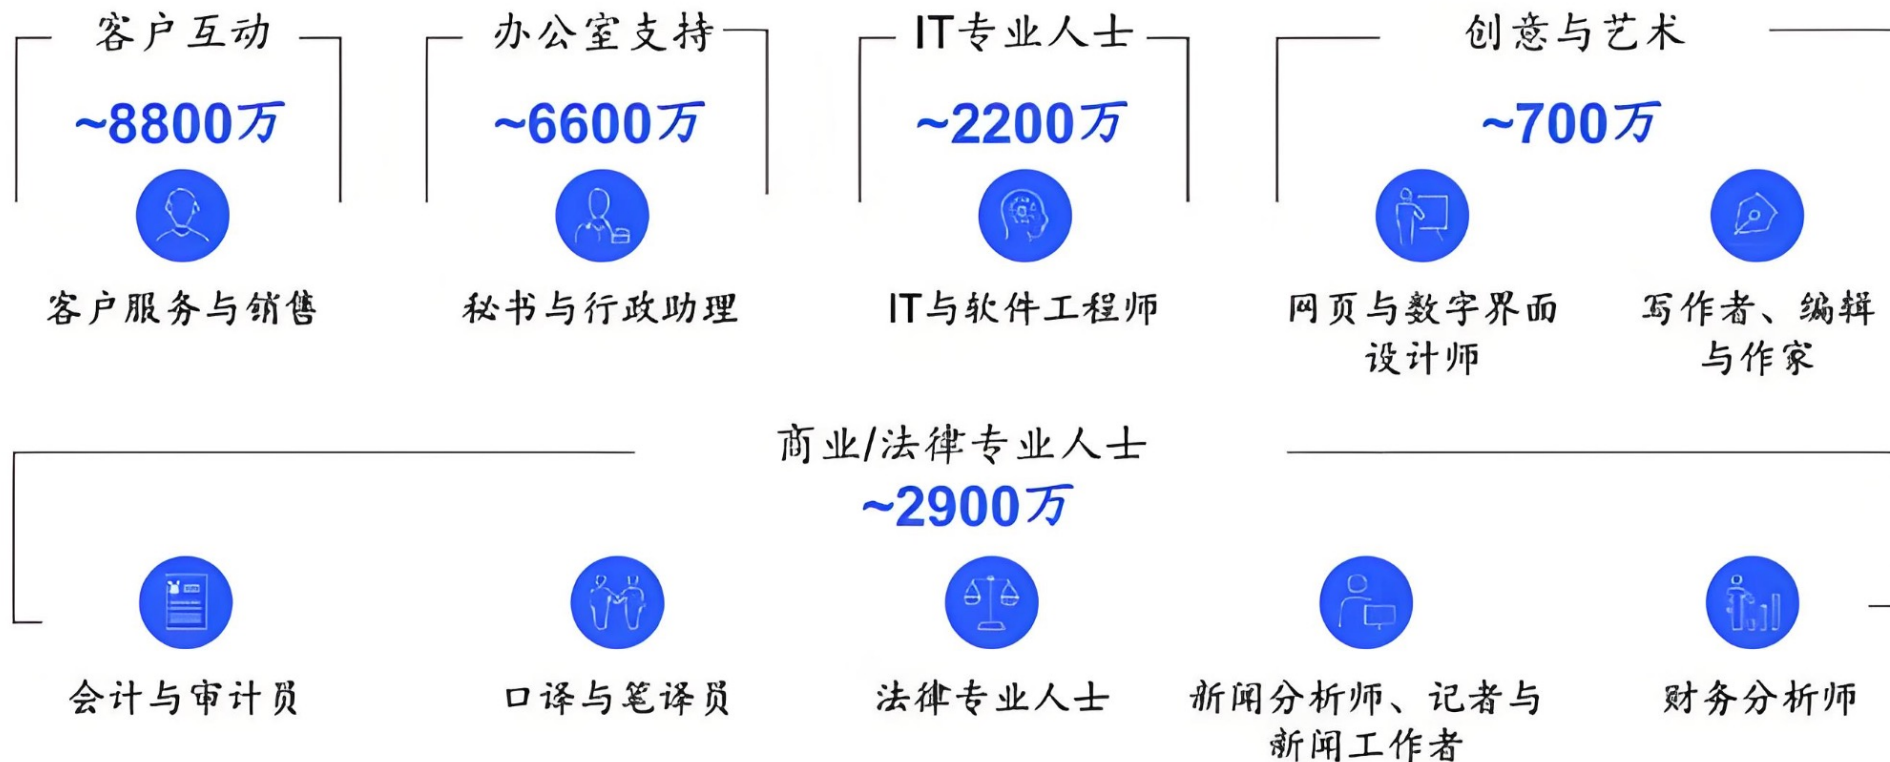 客户互动
办公室支持
IT专业人士
创意与艺术
~8800万
~6600万
~2200万
~700万
客户服务与销售
秘书与行政助理
IT与软件工程师
网页与数字界面
设计师
写作者、编辑
与作家
商业/法律专业人士
~2900万
会计与审计员
口译与笔译员
法律专业人士
新闻分析师、记者与
新闻工作者
财务分析师